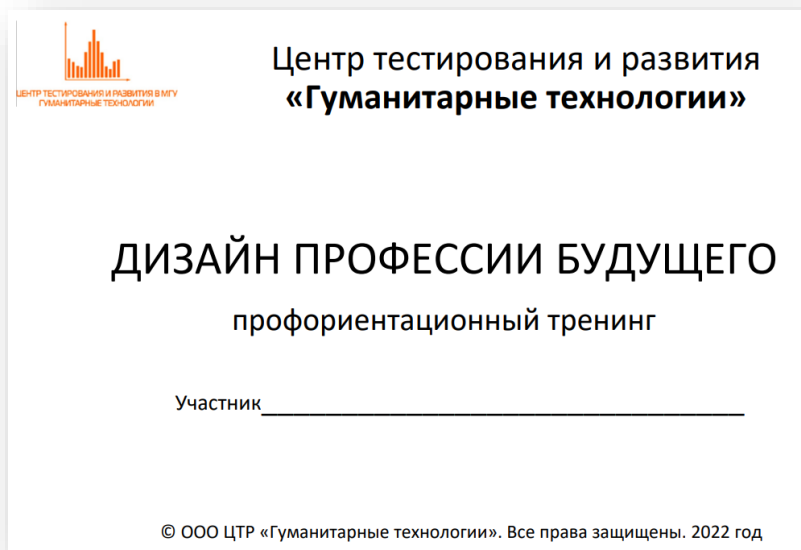 ЦЕНТР ТЕСТИРОВАНИЯ И РАЗВИТИЯ В МГУ
ГУМАНИТАРНЫЕ ТЕХНОЛОГИИ
Центр тестирования и развития
«Гуманитарные технологии»
ДИЗАЙН ПРОФЕССИИ БУДУЩЕГО
профориентационный тренинг
Участник______________________________________
© ООО ЦТР «Гуманитарные технологии». Все права защищены. 2022 год